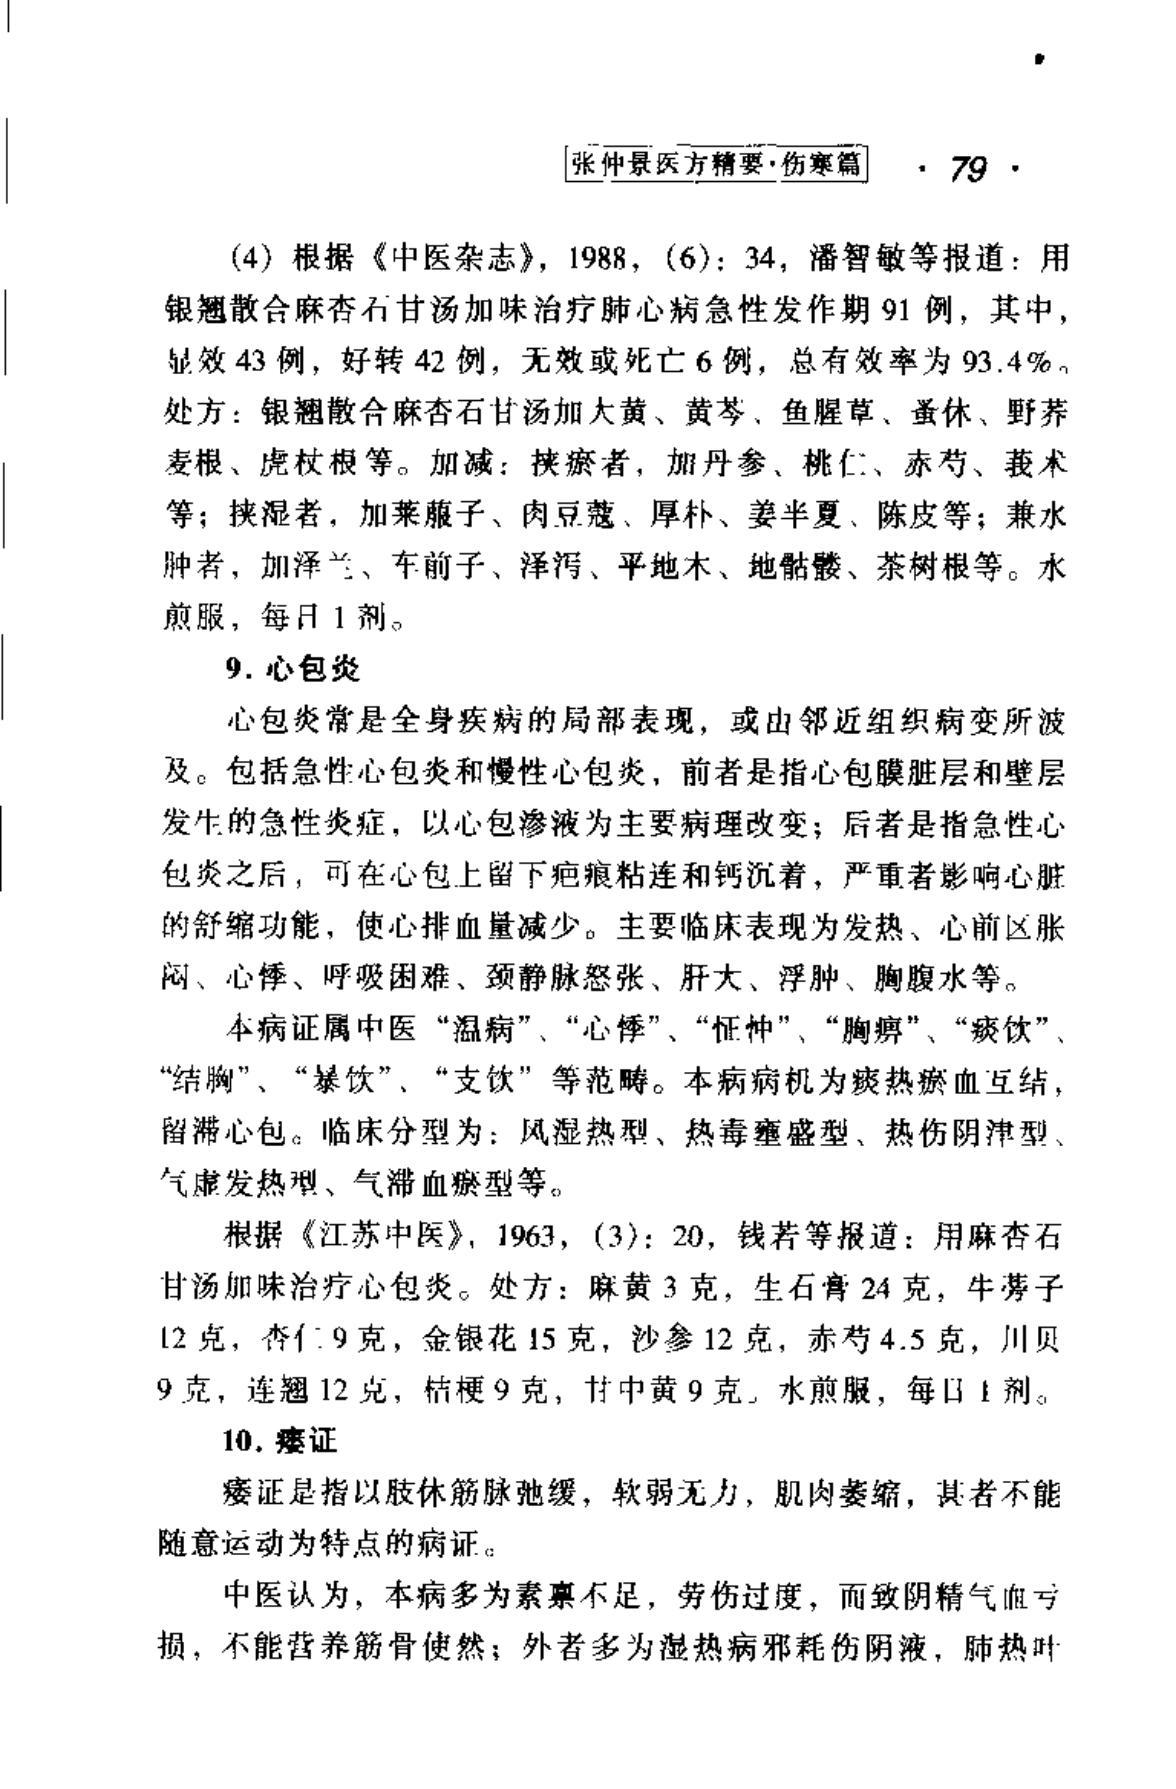 张仲景医方精要·伤寒篇 · 79 ·
(4) 根据《中医杂志》，1988，(6)：34，潘智敏等报道：用
银翘散合麻杏石甘汤加味治疗肺心病急性发作期 91 例，其中，
显效 43 例，好转 42 例，无效或死亡 6 例，总有效率为 93.4%。
处方：银翘散合麻杏石甘汤加大黄、黄芩、鱼腥草、蚤休、野荞
麦根、虎杖根等。加减：挟瘀者，加丹参、桃仁、赤芍、莪术
等；挟湿者，加莱菔子、肉豆蔻、厚朴、姜半夏、陈皮等；兼水
肿者，加泽兰、车前子、泽泻、平地木、地骷髅、茶树根等。水
煎服，每日 1 剂。
9. 心包炎
心包炎常是全身疾病的局部表现，或由邻近组织病变所波
及。包括急性心包炎和慢性心包炎，前者是指心包膜脏层和壁层
发生的急性炎症，以心包渗液为主要病理改变；后者是指急性心
包炎之后，可在心包上留下疤痕粘连和钙沉着，严重者影响心脏
的舒缩功能，使心排血量减少。主要临床表现为发热、心前区胀
闷、心悸、呼吸困难、颈静脉怒张、肝大、浮肿、胸腹水等。
本病证属中医“温病”、“心悸”、“怔忡”、“胸痹”、“痰饮”、
“结胸”、“暴饮”、“支饮”等范畴。本病病机为痰热瘀血互结，
留滞心包。临床分型为：风湿热型、热毒壅盛型、热伤阴津型、
气虚发热型、气滞血瘀型等。
根据《江苏中医》，1963，(3)：20，钱若等报道：用麻杏石
甘汤加味治疗心包炎。处方：麻黄 3 克，生石膏 24 克，牛蒡子
12 克，杏仁 9 克，金银花 15 克，沙参 12 克，赤芍 4.5 克，川贝
9 克，连翘 12 克，桔梗 9 克，甘中黄 9 克。水煎服，每日 1 剂。
10. 痿证
痿证是指以肢体筋脉弛缓，软弱无力，肌肉萎缩，甚者不能
随意运动为特点的病证。
中医认为，本病多为素禀不足，劳伤过度，而致阴精气血亏
损，不能营养筋骨使然；外者多为湿热病邪耗伤阴液，肺热叶